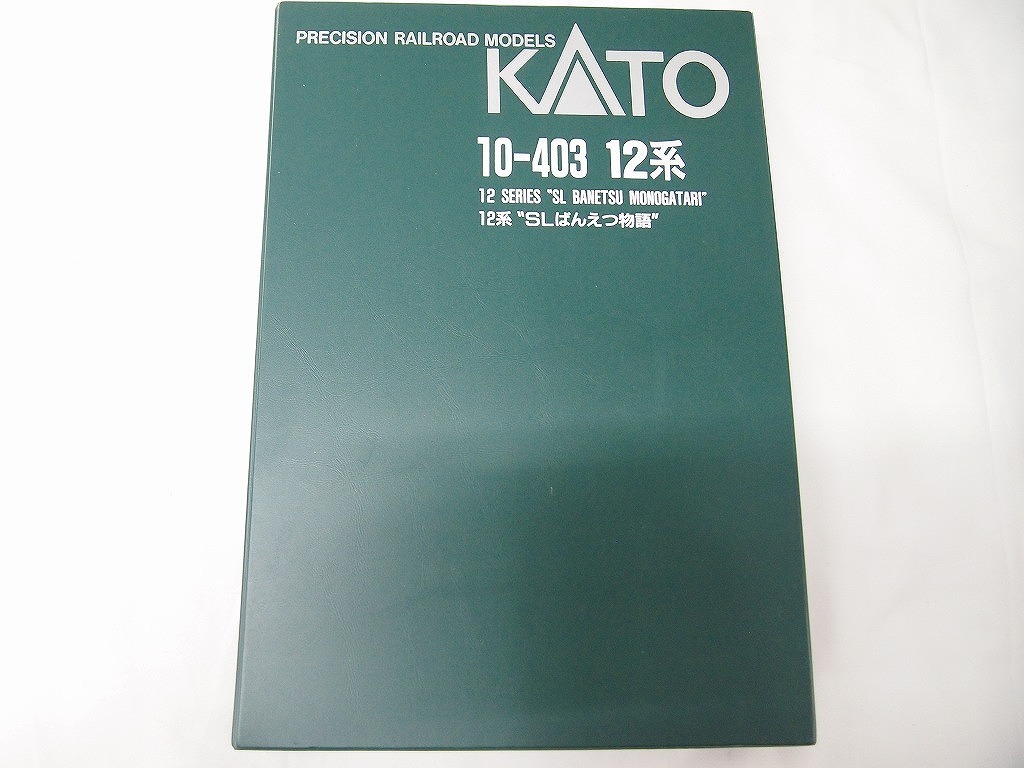 PRECISION RAILROAD MODELS
KATO
10-403 12系
12 SERIES "SL BANETSU MONOGATARI"
12系 "SLばんえつ物語"